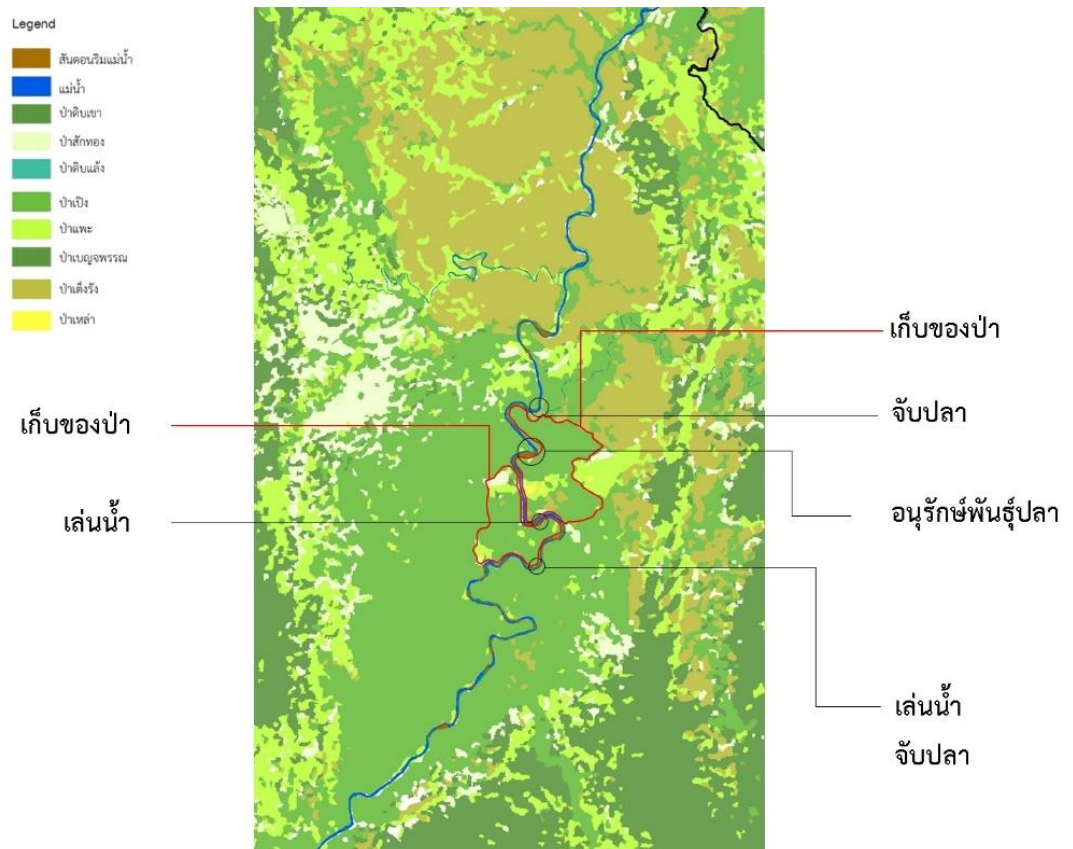 Legend
สันดอนริมแม่น้ำ
แม่น้ำ
ป่าดิบเขา
ป่าสักทอง
ป่าดิบแล้ง
ป่าเปิง
ป่าแพะ
ป่าเบญจพรรณ
ป่าเต็งรัง
ป่าเหล่า
เก็บของป่า
จับปลา
เก็บของป่า
อนุรักษ์พันธุ์ปลา
เล่นน้ำ
เล่นน้ำ
จับปลา